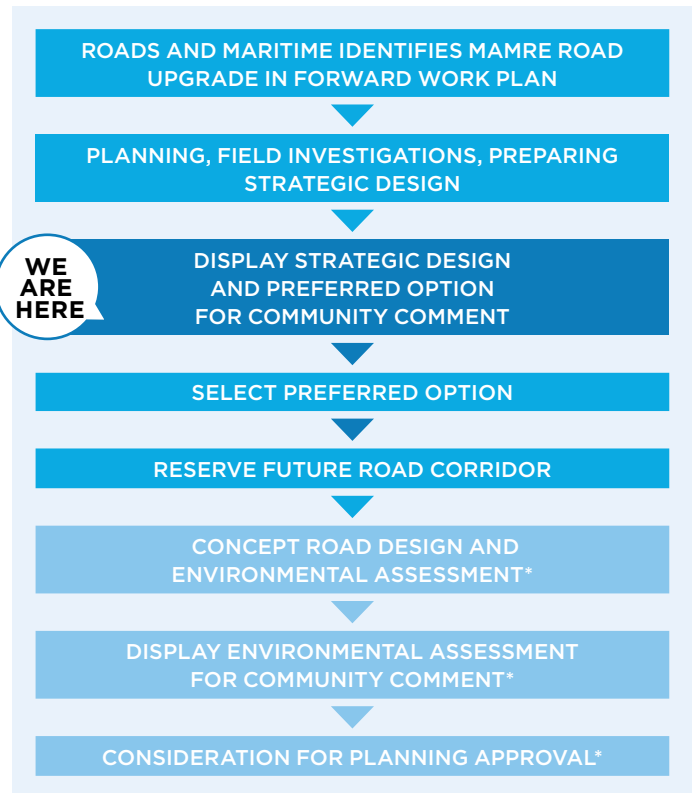 ROADS AND MARITIME IDENTIFIES MAMRE ROAD
UPGRADE IN FORWARD WORK PLAN
PLANNING, FIELD INVESTIGATIONS, PREPARING
STRATEGIC DESIGN
WE
ARE
HERE
DISPLAY STRATEGIC DESIGN
AND PREFERRED OPTION
FOR COMMUNITY COMMENT
SELECT PREFERRED OPTION
RESERVE FUTURE ROAD CORRIDOR
CONCEPT ROAD DESIGN AND
ENVIRONMENTAL ASSESSMENT*
DISPLAY ENVIRONMENTAL ASSESSMENT
FOR COMMUNITY COMMENT*
CONSIDERATION FOR PLANNING APPROVAL*